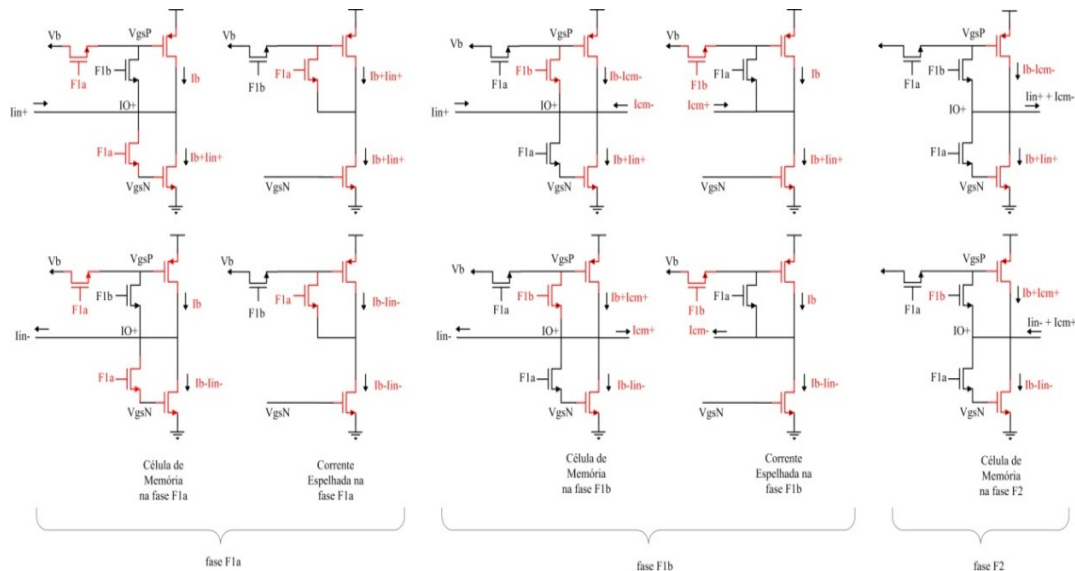 Vb
VgsP
F1b
F1a
Ib
Iin+
IO+
F1a
Ib+Iin+
VgsN
Vb
F1a
F1b
Ib+Iin+
Ib+Iin+
VgsN
Vb
VgsP
F1b
F1a
Ib-Icm-
Iin+
IO+
Icm-
F1a
Ib+Iin+
VgsN
Vb
F1a
F1b
Ib
Icm+
Ib+Iin+
VgsN
VgsP
F1b
F1a
Ib-Icm-
IO+
Iin+ + Icm-
F1a
Ib+Iin+
VgsN
Vb
VgsP
F1b
F1a
Ib
Iin-
IO+
F1a
Ib-Iin-
VgsN
Vb
F1a
F1b
Ib-Iin-
Ib-Iin-
VgsN
Vb
VgsP
F1b
F1a
Ib+Icm+
Iin-
IO+
Icm+
F1a
Ib-Iin-
VgsN
Vb
F1a
F1b
Ib
Icm-
Ib-Iin-
VgsN
VgsP
F1b
F1a
Ib+Icm+
IO+
Iin- + Icm+
F1a
Ib-Iin-
VgsN
Célula de
Memória
na fase F1a
Corrente
Espelhada na
fase F1a
Célula de
Memória
na fase F1b
Corrente
Espelhada na
fase F1b
Célula de
Memória
na fase F2
fase F1a
fase F1b
fase F2